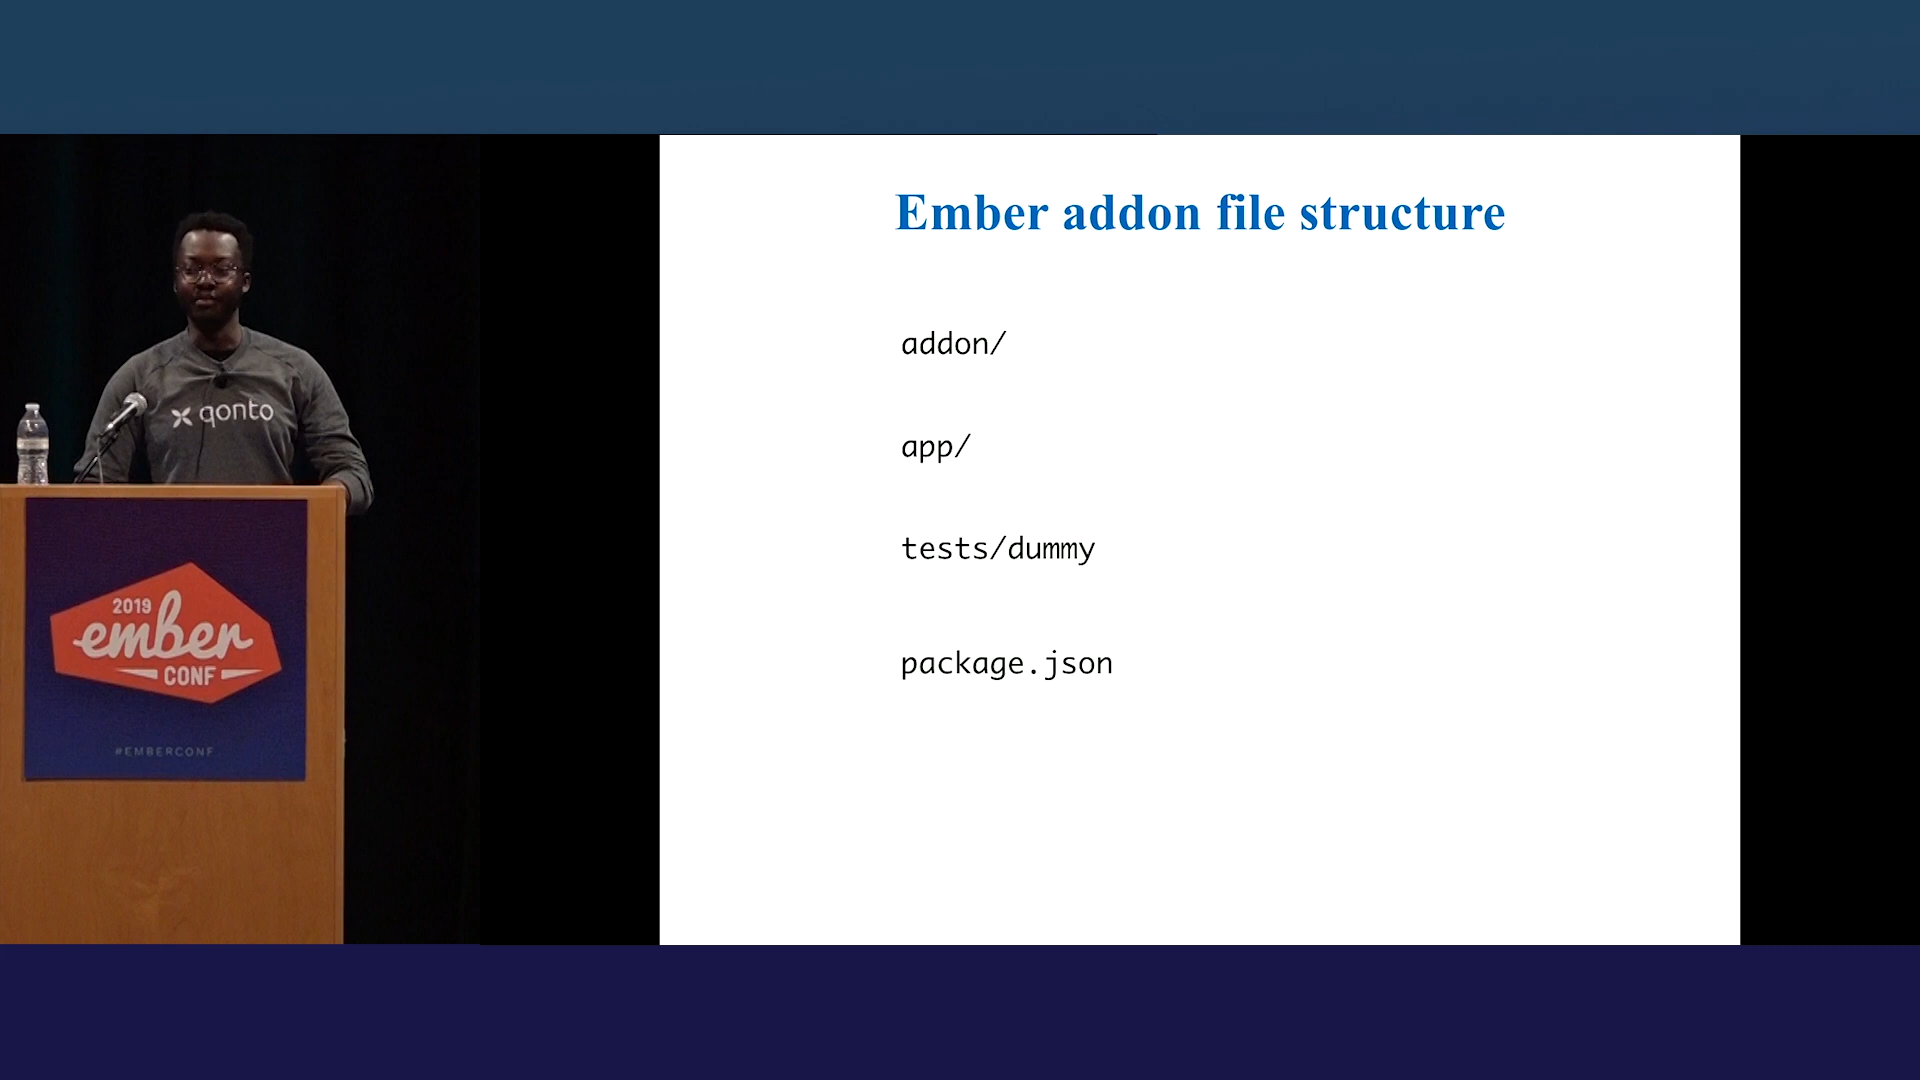 Ember addon file structure
addon/
app/
tests/dummy
package.json
qonto
2019
ember
CONF
#EMBERCONF